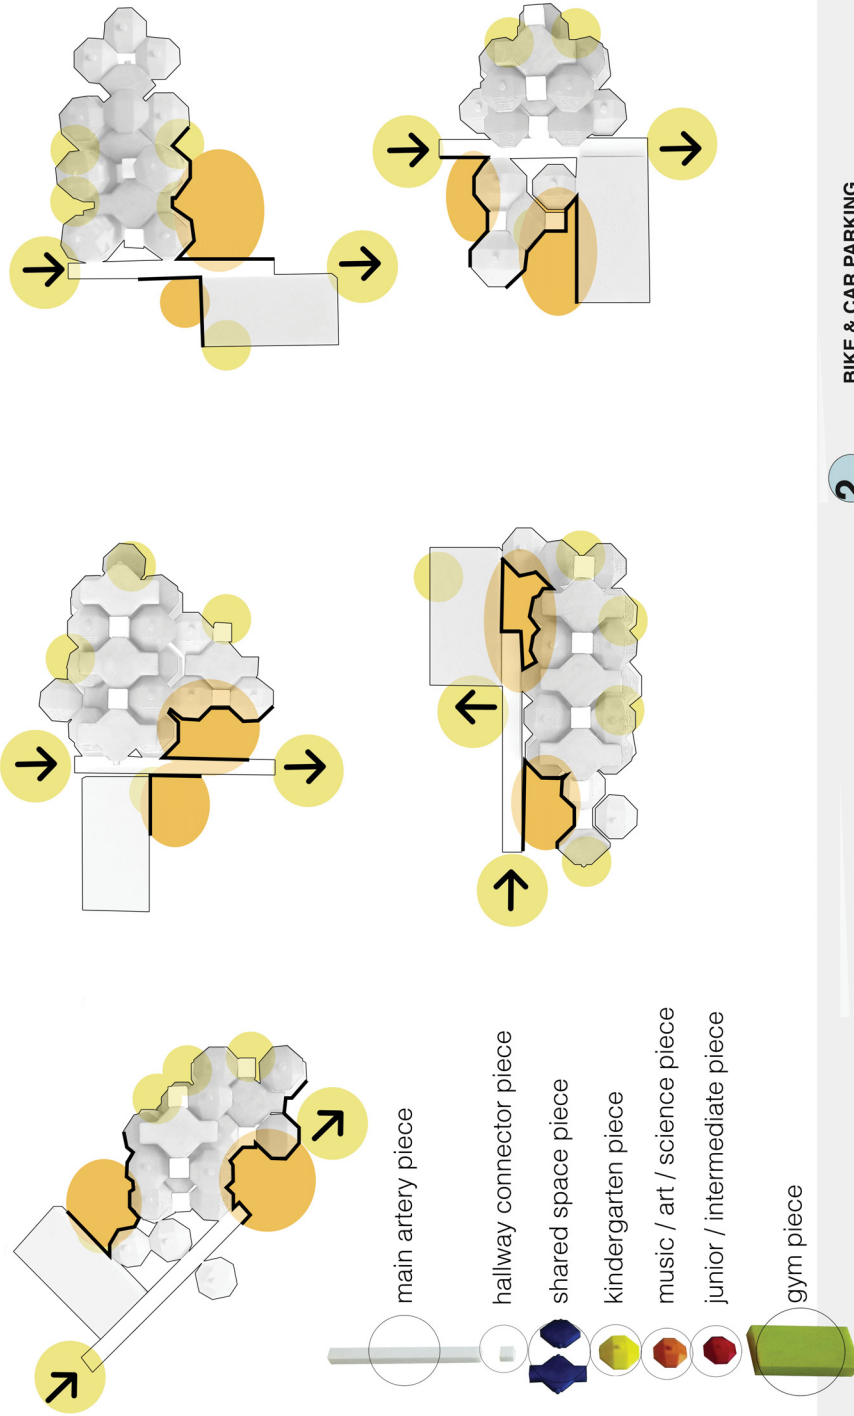 main artery piece
hallway connector piece
shared space piece
kindergarten piece
music / art / science piece
junior / intermediate piece
gym piece
2
BIKE & CAR PARKING